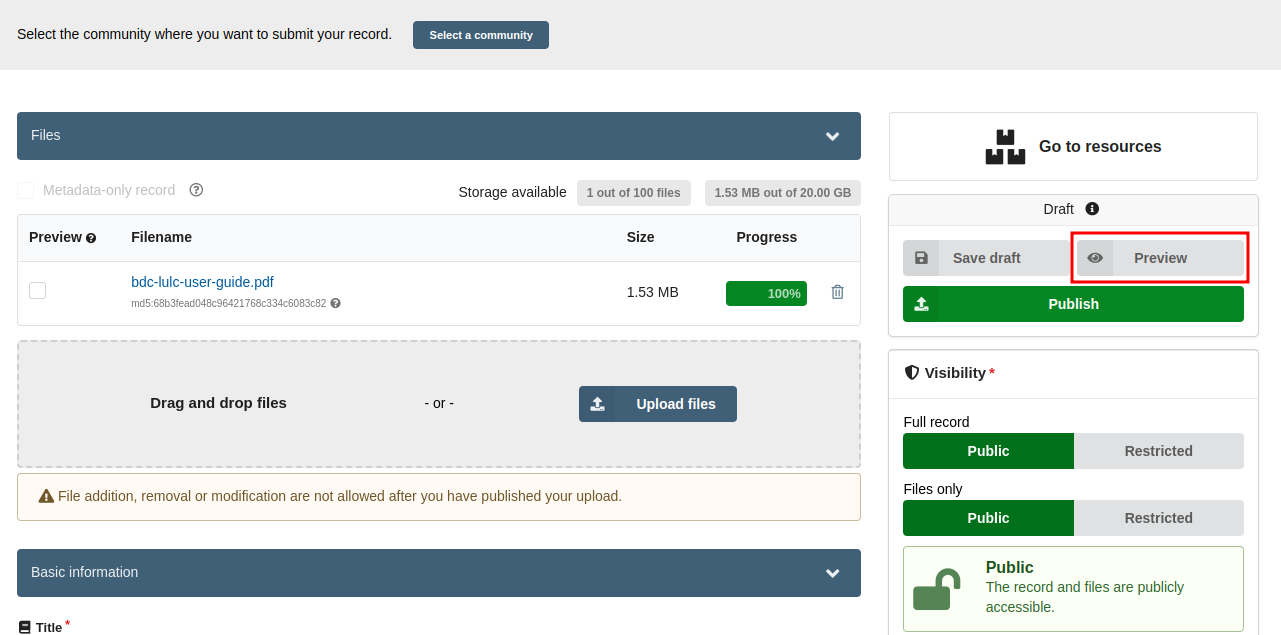 Select the community where you want to submit your record. Select a community
Files
Metadata-only record
Storage available 1 out of 100 files 1.53 MB out of 20.00 GB
Preview Filename Size Progress
bdc-lulc-user-guide.pdf
md5:68b3fead048c96421768c334c6083c82
1.53 MB 100%
Drag and drop files - or - Upload files
File addition, removal or modification are not allowed after you have published your upload.
Basic information
Title *
Go to resources
Draft
Save draft Preview
Publish
Visibility *
Full record
Public Restricted
Files only
Public Restricted
Public
The record and files are publicly
accessible.